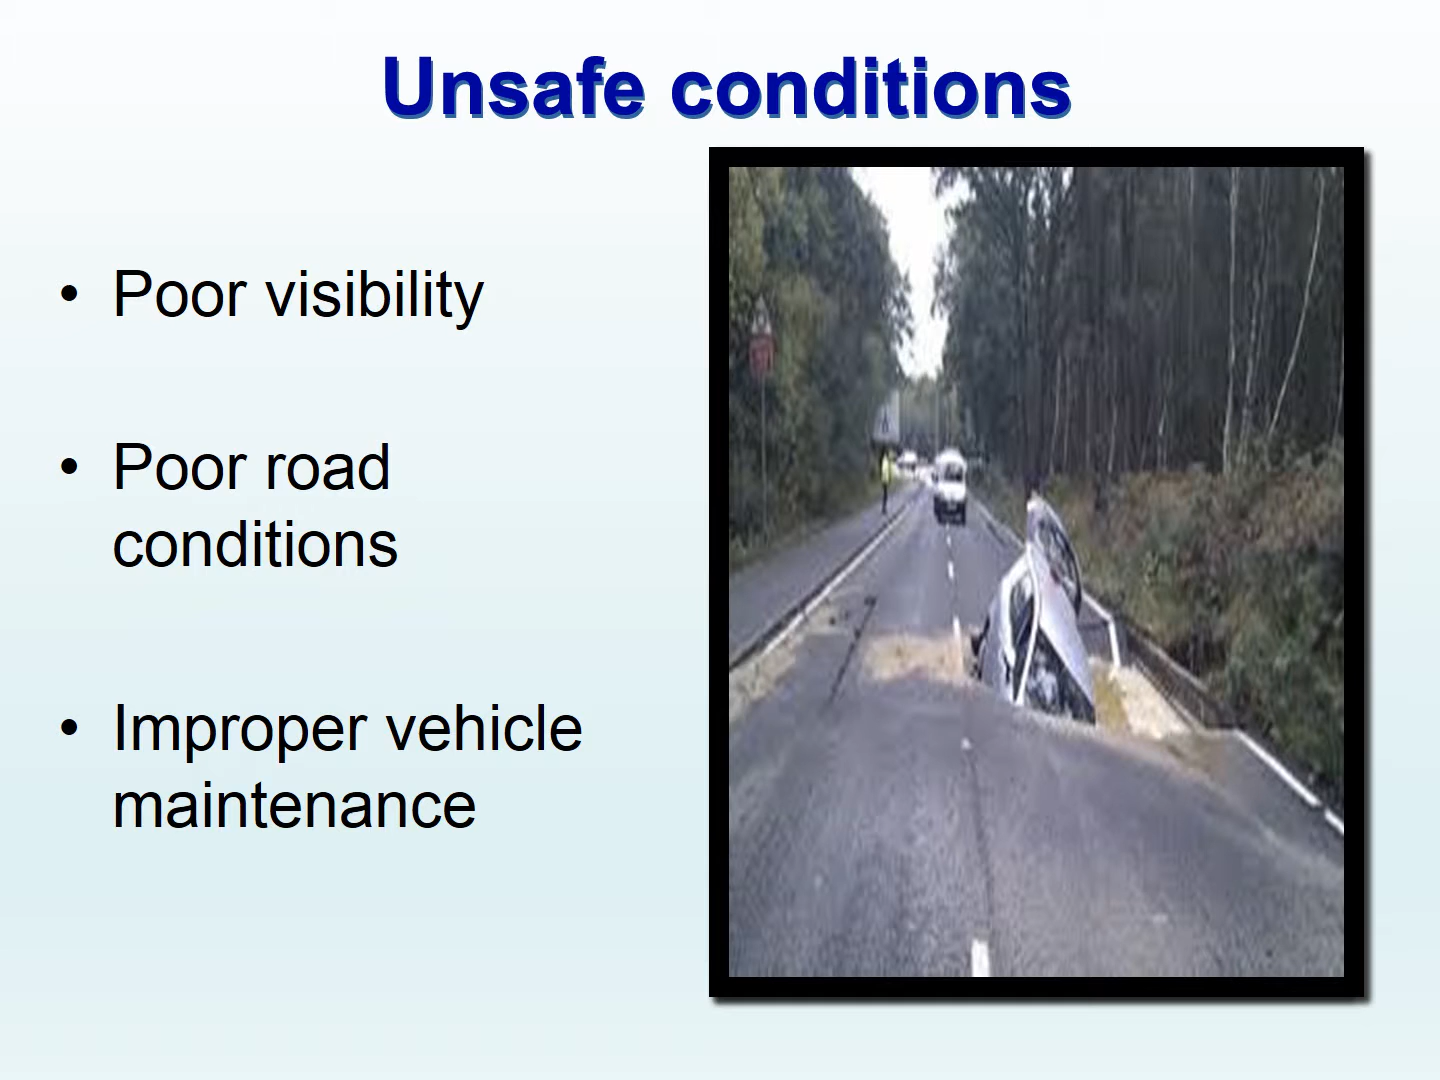 Unsafe conditions
• Poor visibility
• Poor road
conditions
• Improper vehicle
maintenance